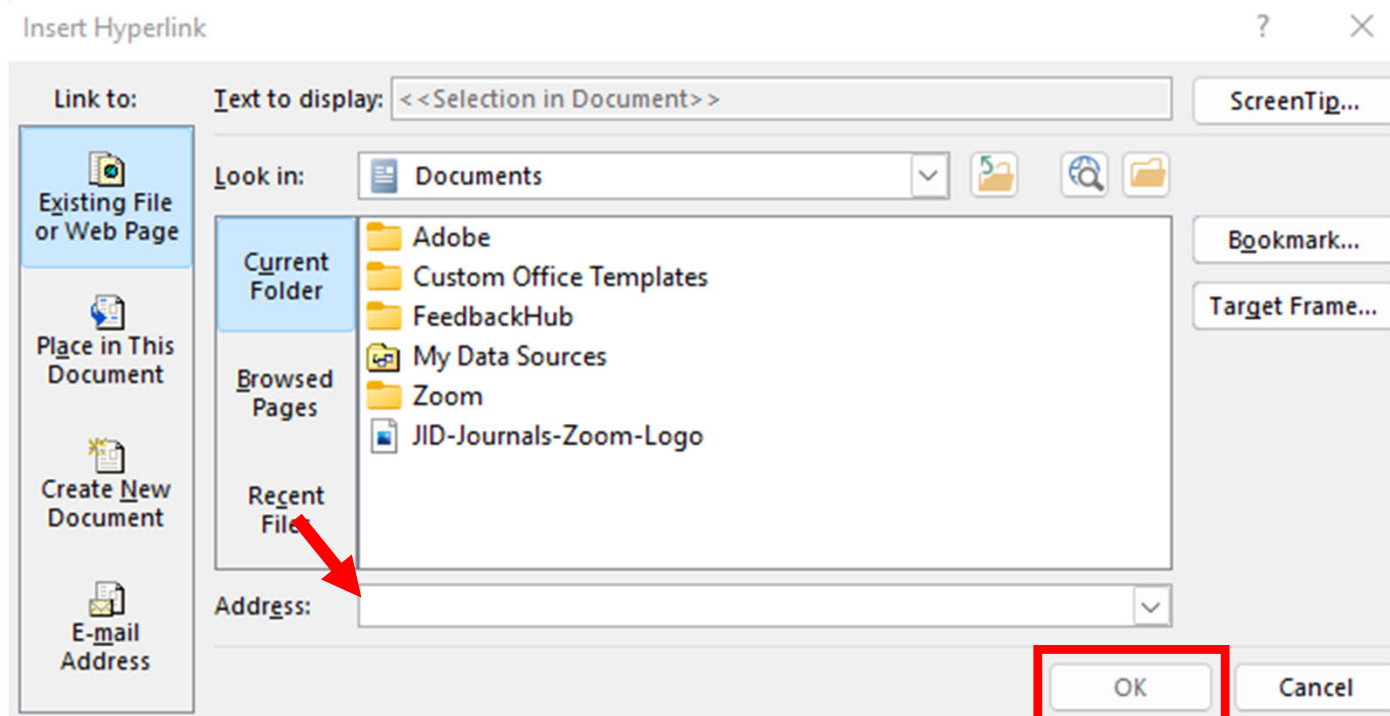 Insert Hyperlink
?
Link to:
Text to display:
<<Selection in Document>>
ScreenTip...
Existing File
or Web Page
Look in:
Documents
Current
Folder
Adobe
Custom Office Templates
FeedbackHub
My Data Sources
Zoom
JID-Journals-Zoom-Logo
Bookmark...
Target Frame...
Place in This
Document
Browsed
Pages
Create New
Document
Recent
Files
Address:
E-mail
Address
OK
Cancel